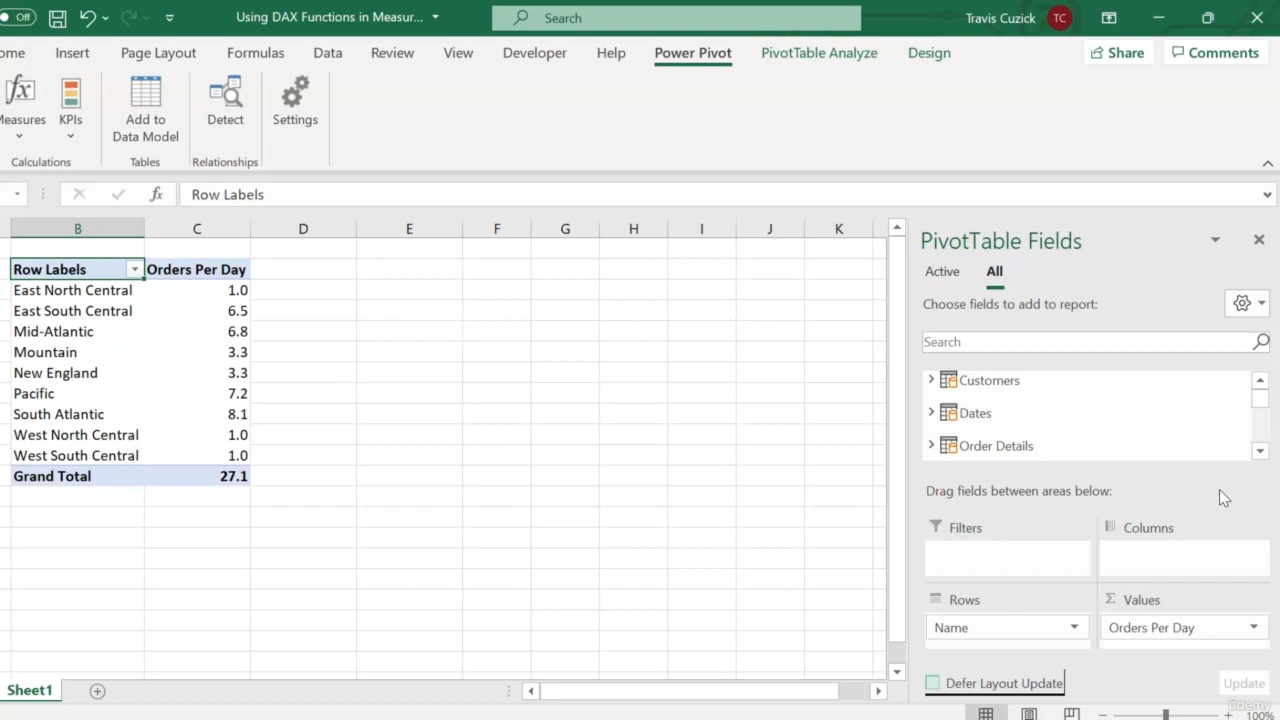 Off
Using DAX Functions in Measur...
Search
Travis Cuzick
TC
ome Insert Page Layout Formulas Data Review View Developer Help Power Pivot PivotTable Analyze Design Share Comments
Measures
KPIs
Add to
Data Model
Detect
Settings
Calculations
Tables
Relationships
fx
Row Labels
B C D E F G H I J K
Row Labels Orders Per Day
East North Central 1.0
East South Central 6.5
Mid-Atlantic 6.8
Mountain 3.3
New England 3.3
Pacific 7.2
South Atlantic 8.1
West North Central 1.0
West South Central 1.0
Grand Total 27.1
PivotTable Fields
Active All
Choose fields to add to report:
Search
Customers
Dates
Order Details
Drag fields between areas below:
Filters
Columns
Rows
Values
Name
Orders Per Day
Defer Layout Update
Update
Sheet1
100%
ûdemy